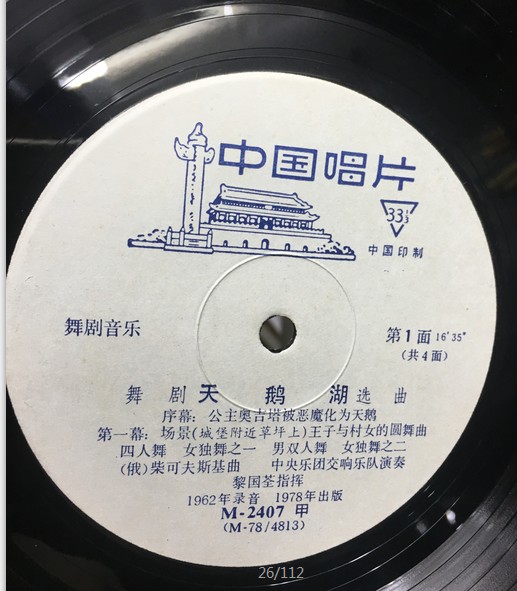 中国唱片
33⅓
中国印制
舞剧音乐
第1面 16′35″
(共4面)
舞剧天鹅湖选曲
序幕：公主奥吉塔被恶魔化为天鹅
第一幕：场景(城堡附近草坪上)王子与村女的圆舞曲
四人舞 女独舞之一 男双人舞 女独舞之二
(俄)柴可夫斯基曲 中央乐团交响乐队演奏
黎国荃指挥
1962年录音 1978年出版
M-2407 甲
(M-78/4813)
26/112